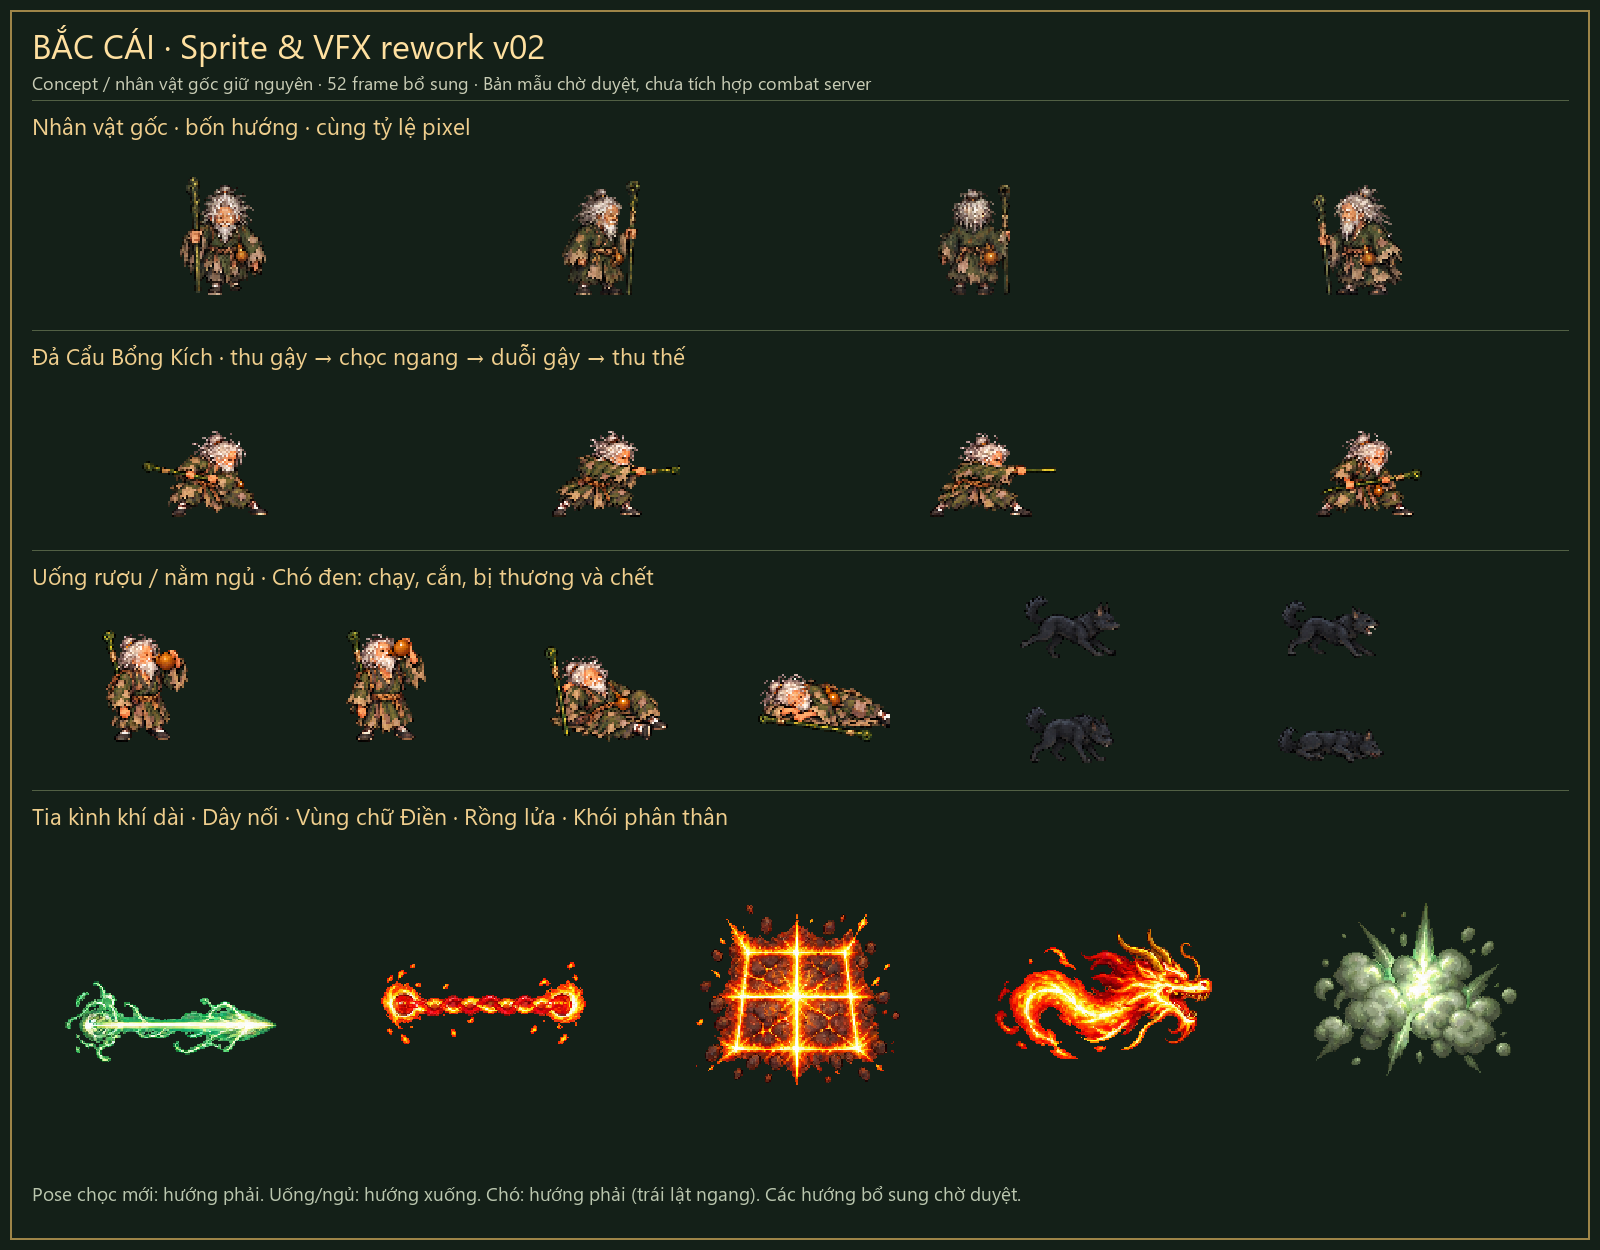 BẮC CÁI · Sprite & VFX rework v02
Concept / nhân vật gốc giữ nguyên · 52 frame bổ sung · Bản mẫu chờ duyệt, chưa tích hợp combat server
Nhân vật gốc · bốn hướng · cùng tỷ lệ pixel
Đả Cẩu Bổng Kích · thu gậy → chọc ngang → duỗi gậy → thu thế
Uống rượu / nằm ngủ · Chó đen: chạy, cắn, bị thương và chết
Tia kình khí dài · Dây nối · Vùng chữ Điền · Rồng lửa · Khói phân thân
Pose chọc mới: hướng phải. Uống/ngủ: hướng xuống. Chó: hướng phải (trái lật ngang). Các hướng bổ sung chờ duyệt.